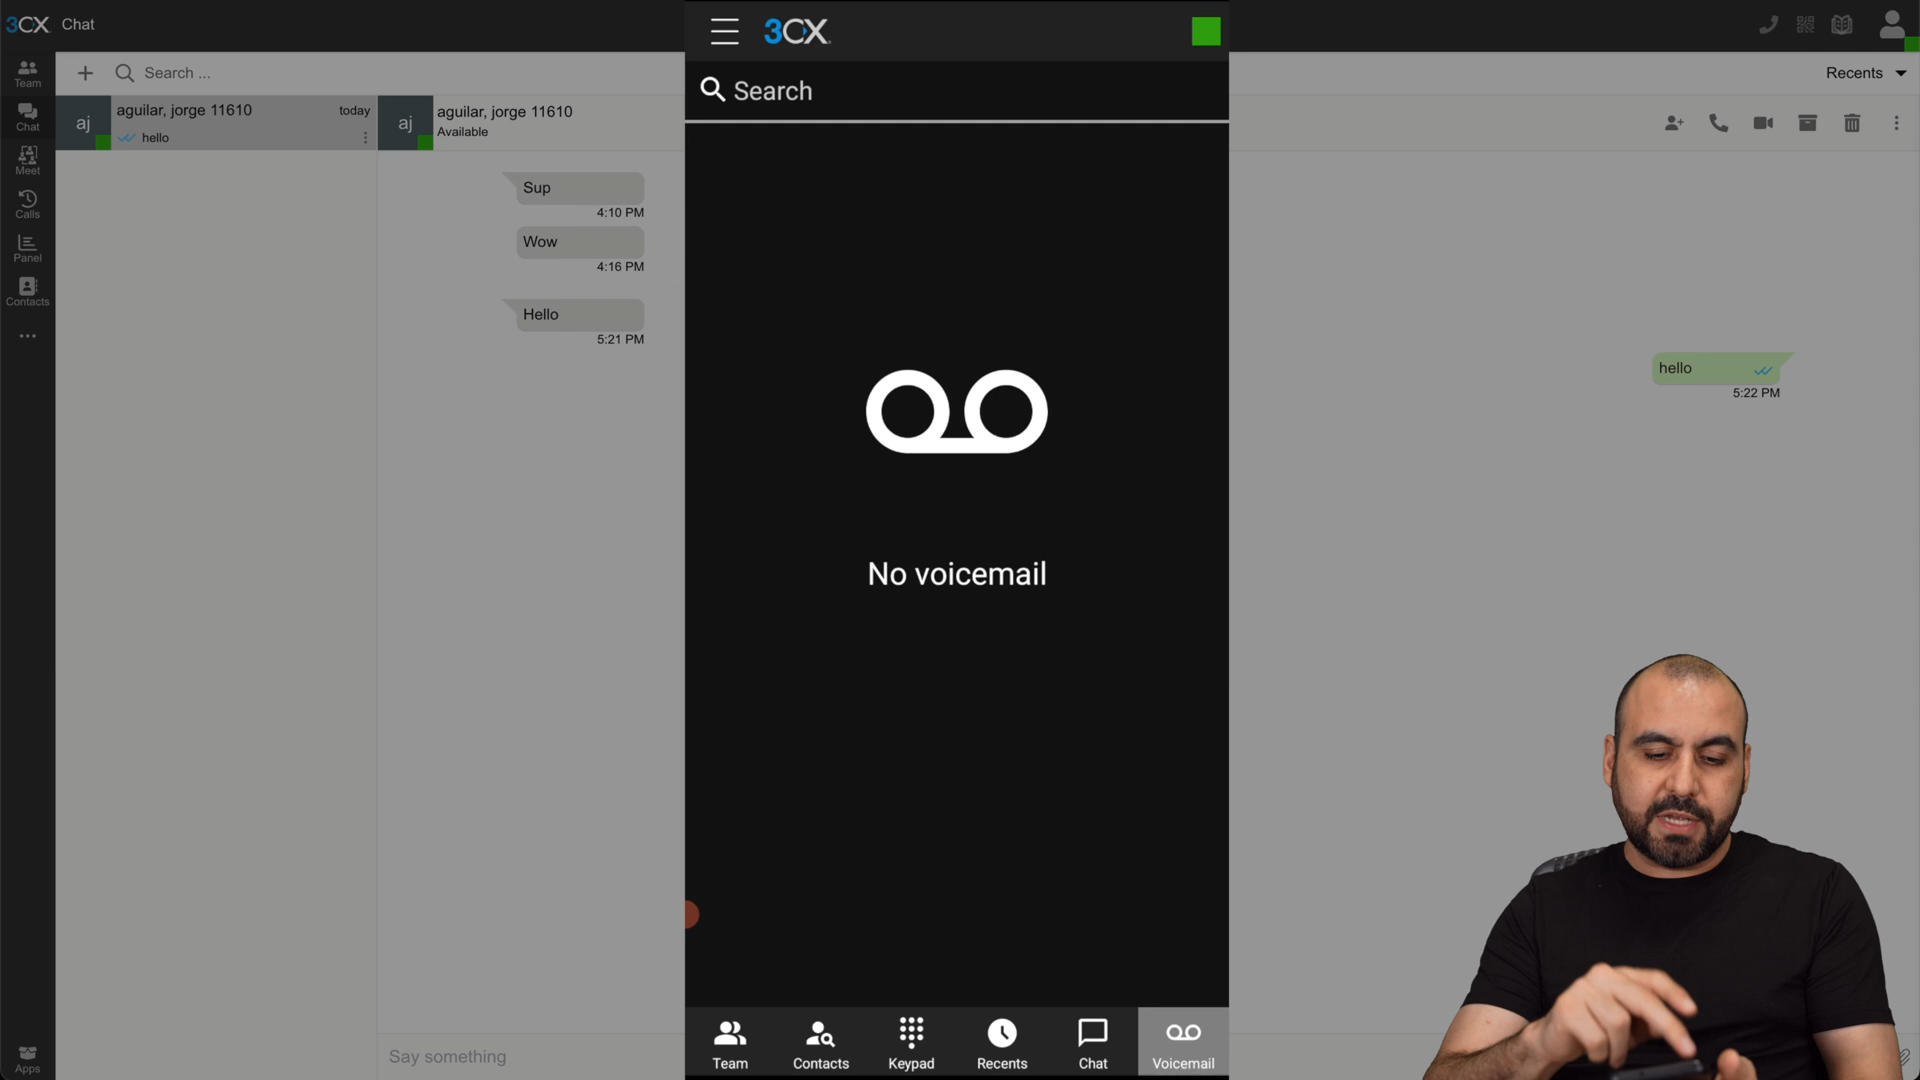 3CX Chat
Team
Chat
Meet
Calls
Panel
Contacts
Apps
Search ...
aj
aguilar, jorge 11610
today
hello
aj
aguilar, jorge 11610
Available
Sup
4:10 PM
Wow
4:16 PM
Hello
5:21 PM
Say something
3CX
Search
No voicemail
Team
Contacts
Keypad
Recents
Chat
Voicemail
Recents
hello
5:22 PM